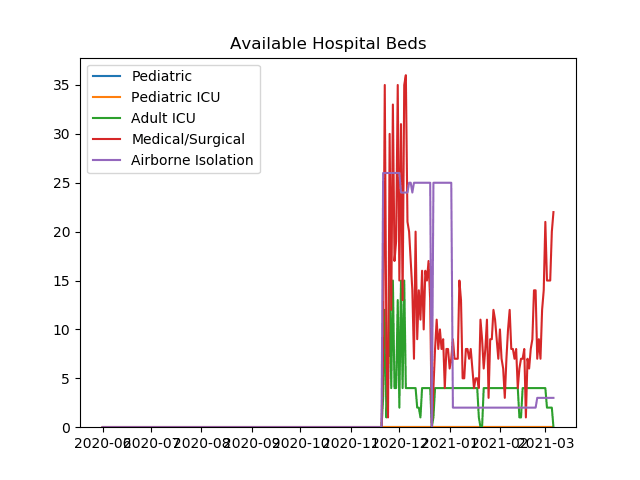 Available Hospital Beds
Pediatric
Pediatric ICU
Adult ICU
Medical/Surgical
Airborne Isolation
35
30
25
20
15
10
5
0
2020-06 2020-07 2020-08 2020-09 2020-10 2020-11 2020-12 2021-01 2021-02 2021-03